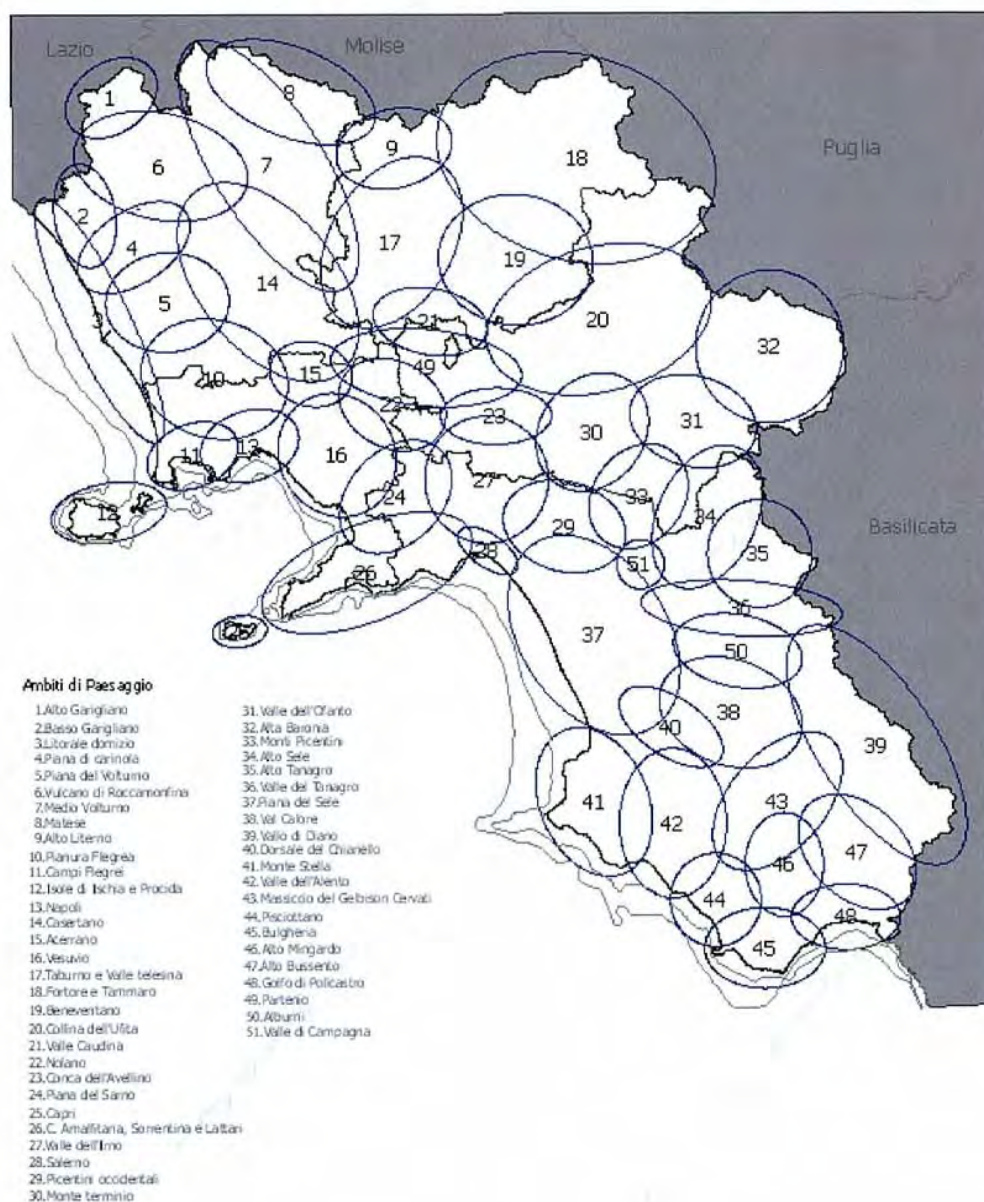 Lazio
Molise
Puglia
Basilicata
1
8
9
18
6
7
2
17
4
19
14
5
3
21
20
32
49
15
10
22
23
31
30
13
11
16
27
24
33
34
12
29
28
51
35
26
36
25
37
50
38
40
39
41
43
42
47
46
44
48
45
Ambiti di Paesaggio
1.Alto Garigliano
2.Basso Garigliano
3.Litorale domizio
4.Piana di carinola
5.Piana del Volturno
6.Vulcano di Roccamonfina
7.Medio Volturno
8.Matese
9.Alto Literno
10.Pianura Flegrea
11.Campi Flegrei
12.Isole di Ischia e Procida
13.Napoli
14.Casertano
15.Acerrano
16.Vesuvio
17.Taburno e Valle telesina
18.Fortore e Tammaro
19.Beneventano
20.Collina dell'Ufita
21.Valle Caudina
22.Nolano
23.Conca dell'Avellino
24.Piana del Sarno
25.Capri
26.C. Amalfitana, Sorrentina e Lattari
27.Valle dell'Irno
28.Salerno
29.Picentini occidentali
30.Monte terminio
31.Valle dell'Ofanto
32.Alta Baronia
33.Monti Picentini
34.Alto Sele
35.Alto Tanagro
36.Valle del Tanagro
37.Piana del Sele
38.Val Calore
39.Vallo di Diano
40.Dorsale del Chianello
41.Monte Stella
42.Valle dell'Alento
43.Massiccio del Gelbison Cervati
44.Pisciottano
45.Bulgheria
46.Alto Mingardo
47.Alto Bussento
48.Golfo di Policastro
49.Partenio
50.Alburni
51.Valle di Campagna